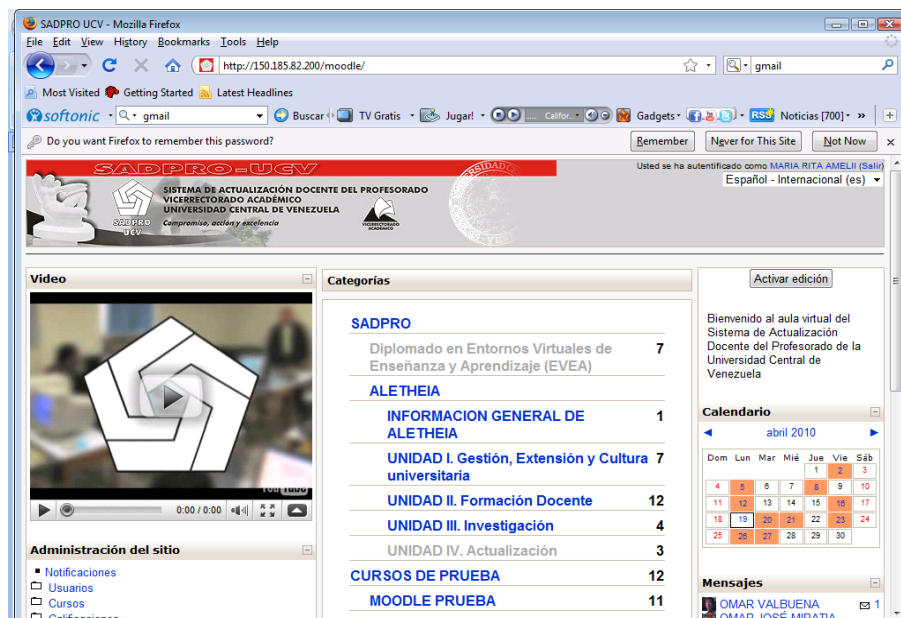 SADPRO UCV - Mozilla Firefox
File Edit View History Bookmarks Tools Help
http://150.185.82.200/moodle/
gmail
Most Visited Getting Started Latest Headlines
softonic gmail Buscar TV Gratis Jugar! .... Califor... Gadgets RSS Noticias [700] »
Do you want Firefox to remember this password? Remember Never for This Site Not Now
SADPRO-UCV
SISTEMA DE ACTUALIZACIÓN DOCENTE DEL PROFESORADO
VICERRECTORADO ACADÉMICO
UNIVERSIDAD CENTRAL DE VENEZUELA
Compromiso, acción y excelencia
SADPRO
UCV
VICERRECTORADO
ACADÉMICO
Usted se ha autentificado como MARIA RITA AMELII (Salir)
Español - Internacional (es)
Video
YouTube
0:00 / 0:00
Administración del sitio
Notificaciones
Usuarios
Cursos
Calificaciones
Categorías
SADPRO
Diplomado en Entornos Virtuales de 7
Enseñanza y Aprendizaje (EVEA)
ALETHEIA
INFORMACION GENERAL DE 1
ALETHEIA
UNIDAD I. Gestión, Extensión y Cultura 7
universitaria
UNIDAD II. Formación Docente 12
UNIDAD III. Investigación 4
UNIDAD IV. Actualización 3
CURSOS DE PRUEBA 12
MOODLE PRUEBA 11
Activar edición
Bienvenido al aula virtual del
Sistema de Actualización
Docente del Profesorado de la
Universidad Central de
Venezuela
Calendario
abril 2010
Dom Lun Mar Mié Jue Vie Sáb
1 2 3
4 5 6 7 8 9 10
11 12 13 14 15 16 17
18 19 20 21 22 23 24
25 26 27 28 29 30
Mensajes
OMAR VALBUENA 1
OMAR JOSÉ MIRATIA